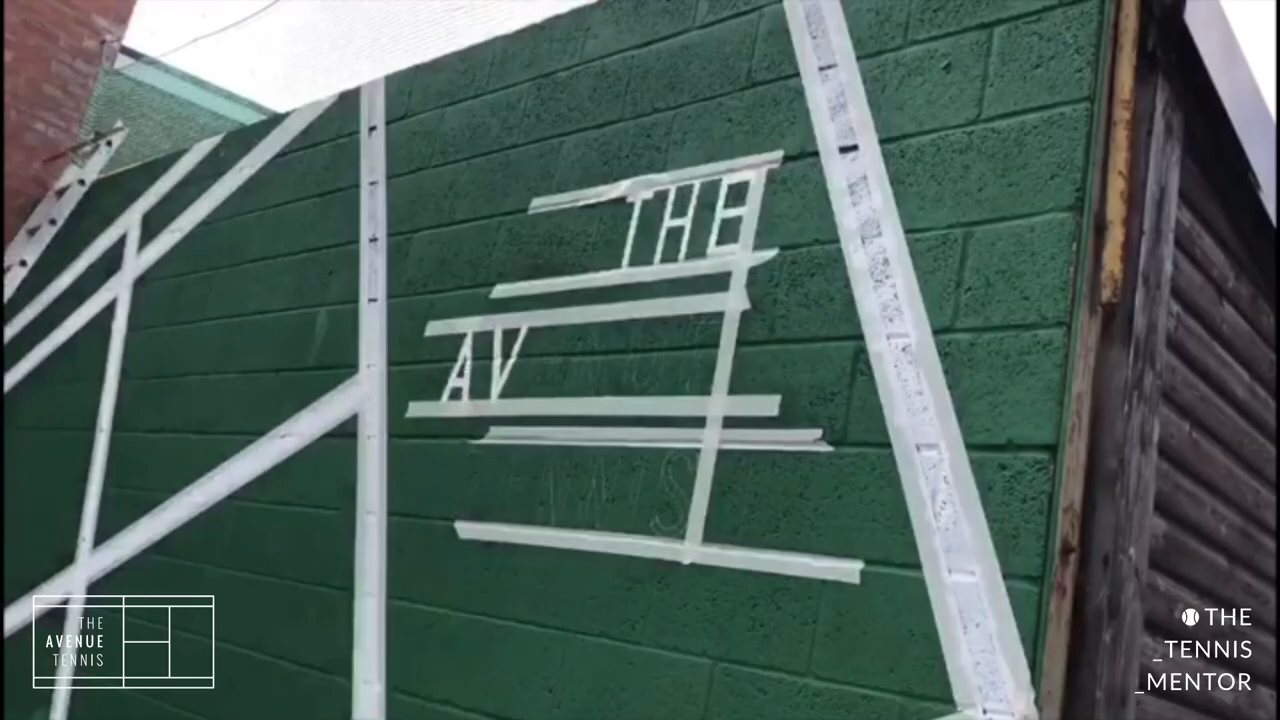 THE
AV
THE
AVENUE
TENNIS
THE
_TENNIS
_MENTOR